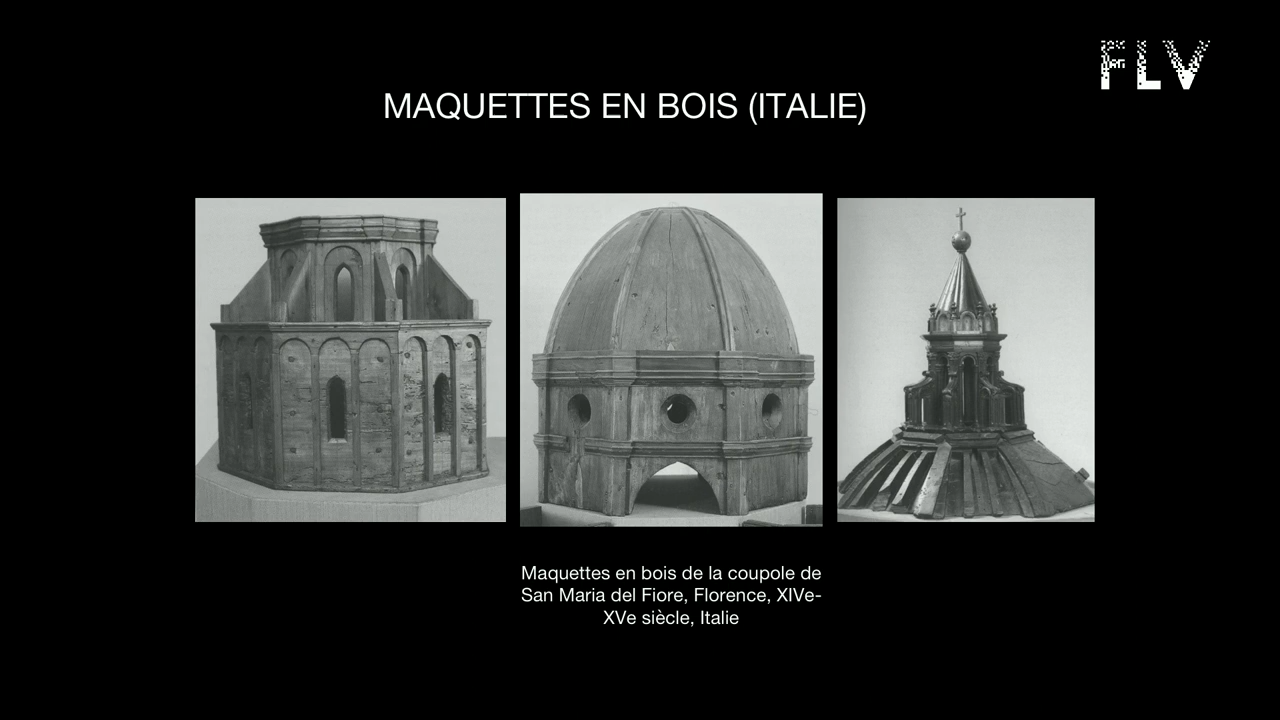 FLV
MAQUETTES EN BOIS (ITALIE)
Maquettes en bois de la coupole de
San Maria del Fiore, Florence, XIVe-
XVe siècle, Italie